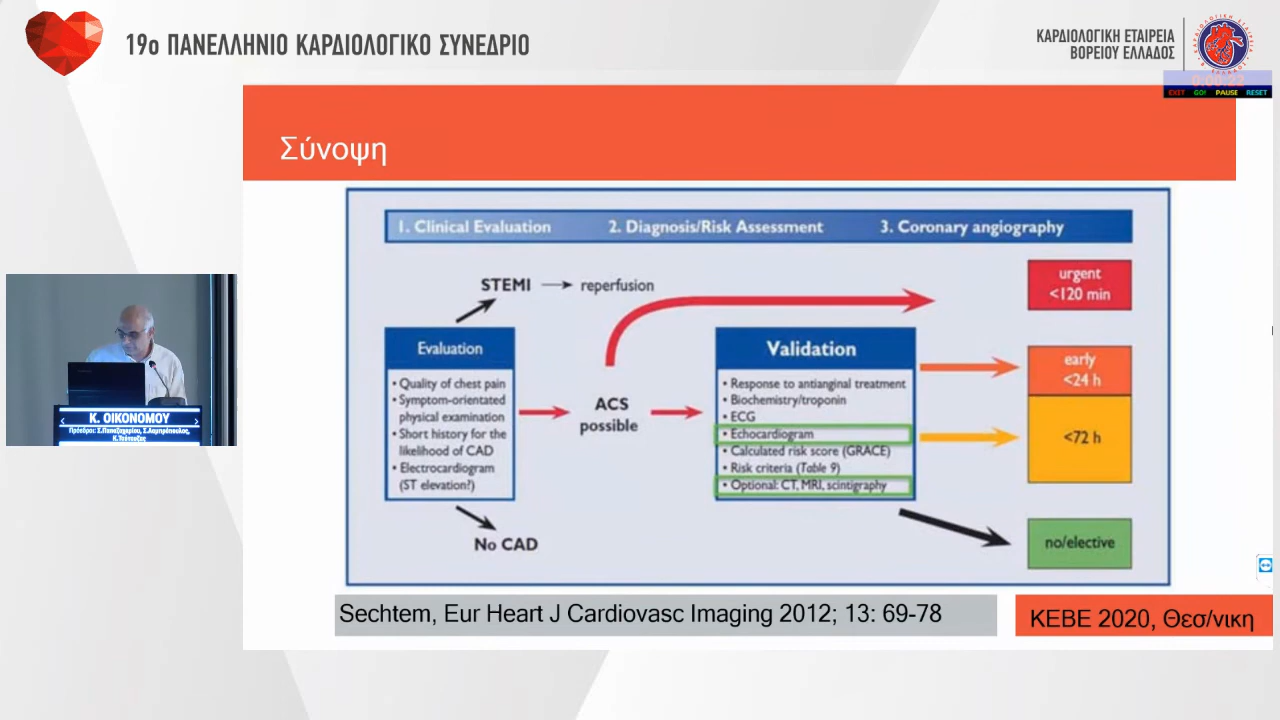 19ο ΠΑΝΕΛΛΗΝΙΟ ΚΑΡΔΙΟΛΟΓΙΚΟ ΣΥΝΕΔΡΙΟ
ΚΑΡΔΙΟΛΟΓΙΚΗ ΕΤΑΙΡΕΙΑ
ΒΟΡΕΙΟΥ ΕΛΛΑΔΟΣ
EXIT GO! PAUSE RESET
Σύνοψη
1. Clinical Evaluation
2. Diagnosis/Risk Assessment
3. Coronary angiography
STEMI
reperfusion
urgent
<120 min
Evaluation
• Quality of chest pain
• Symptom-orientated
physical examination
• Short history for the
likelihood of CAD
• Electrocardiogram
(ST elevation?)
ACS
possible
No CAD
Validation
• Response to antianginal treatment
• Biochemistry/troponin
• ECG
• Echocardiogram
• Calculated risk score (GRACE)
• Risk criteria (Table 9)
• Optional: CT, MRI, scintigraphy
early
<24 h
<72 h
no/elective
Κ. ΟΙΚΟΝΟΜΟΥ
Πρόεδροι: Σ.Παπαζαχαρίου, Σ.Λαμπρόπουλος,
Κ.Τσιτουρίδης
Sechtem, Eur Heart J Cardiovasc Imaging 2012; 13: 69-78
ΚΕΒΕ 2020, Θεσ/νικη